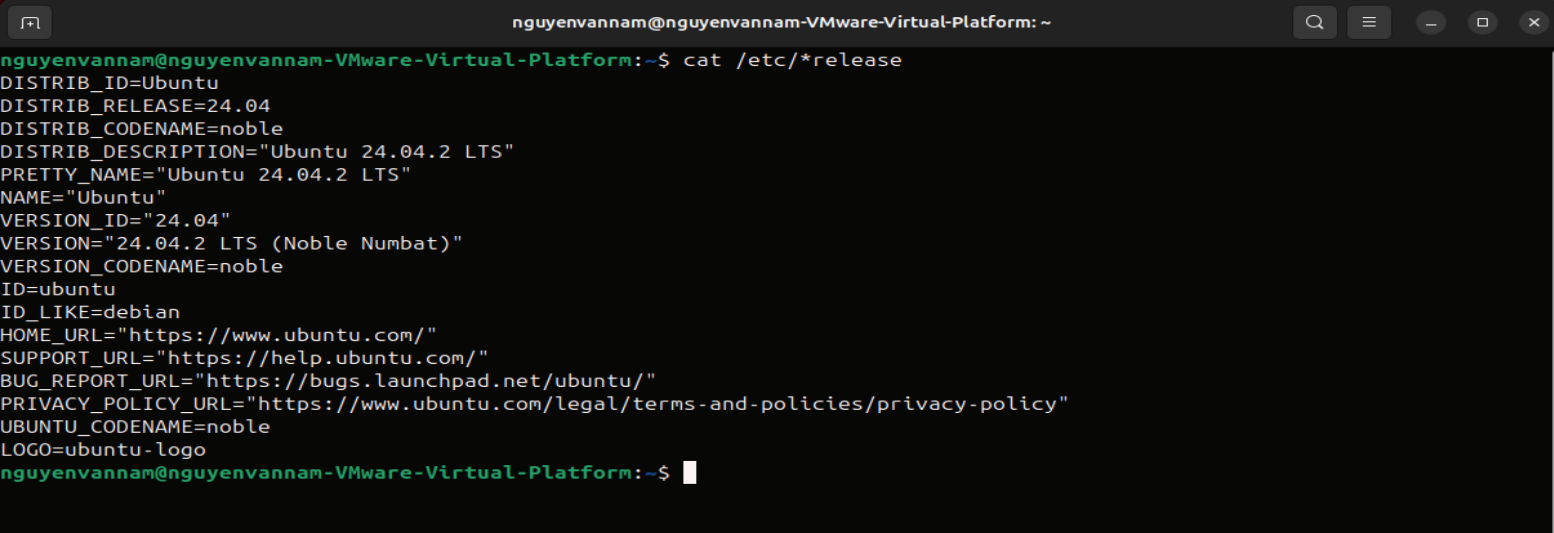 nguyenvannam@nguyenvannam-VMware-Virtual-Platform: ~
nguyenvannam@nguyenvannam-VMware-Virtual-Platform:~$ cat /etc/*release
DISTRIB_ID=Ubuntu
DISTRIB_RELEASE=24.04
DISTRIB_CODENAME=noble
DISTRIB_DESCRIPTION="Ubuntu 24.04.2 LTS"
PRETTY_NAME="Ubuntu 24.04.2 LTS"
NAME="Ubuntu"
VERSION_ID="24.04"
VERSION="24.04.2 LTS (Noble Numbat)"
VERSION_CODENAME=noble
ID=ubuntu
ID_LIKE=debian
HOME_URL="https://www.ubuntu.com/"
SUPPORT_URL="https://help.ubuntu.com/"
BUG_REPORT_URL="https://bugs.launchpad.net/ubuntu/"
PRIVACY_POLICY_URL="https://www.ubuntu.com/legal/terms-and-policies/privacy-policy"
UBUNTU_CODENAME=noble
LOGO=ubuntu-logo
nguyenvannam@nguyenvannam-VMware-Virtual-Platform:~$